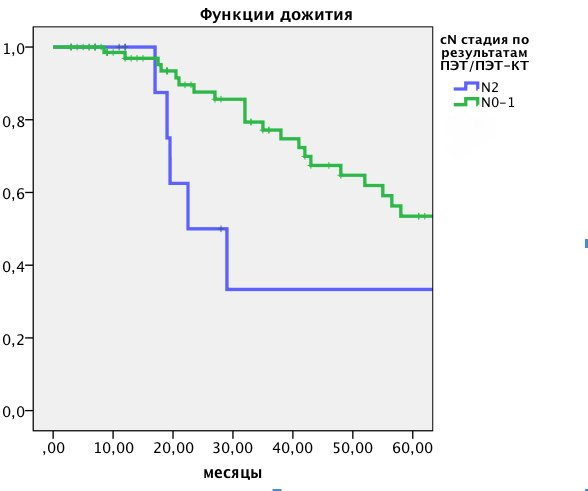 Функции дожития
cN стадия по
результатам
ПЭТ/ПЭТ-КТ
N2
N0-1
1,0
0,8
0,6
0,4
0,2
0,0
,00 10,00 20,00 30,00 40,00 50,00 60,00
месяцы